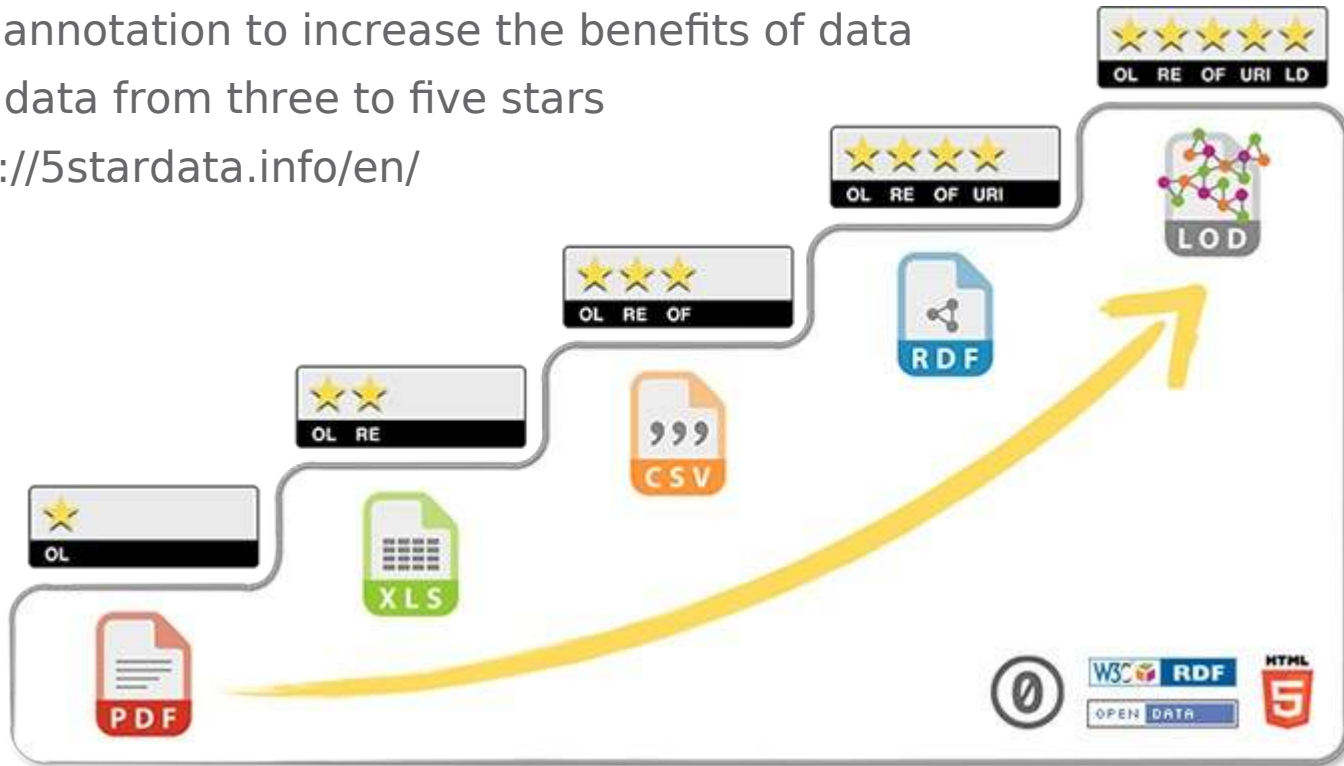 annotation to increase the benefits of data
data from three to five stars
://5stardata.info/en/
OL RE OF URI LD
LOD
OL RE OF URI
RDF
OL RE OF
CSV
OL RE
XLS
OL
PDF
W3C RDF
OPEN DATA
HTML
5
0